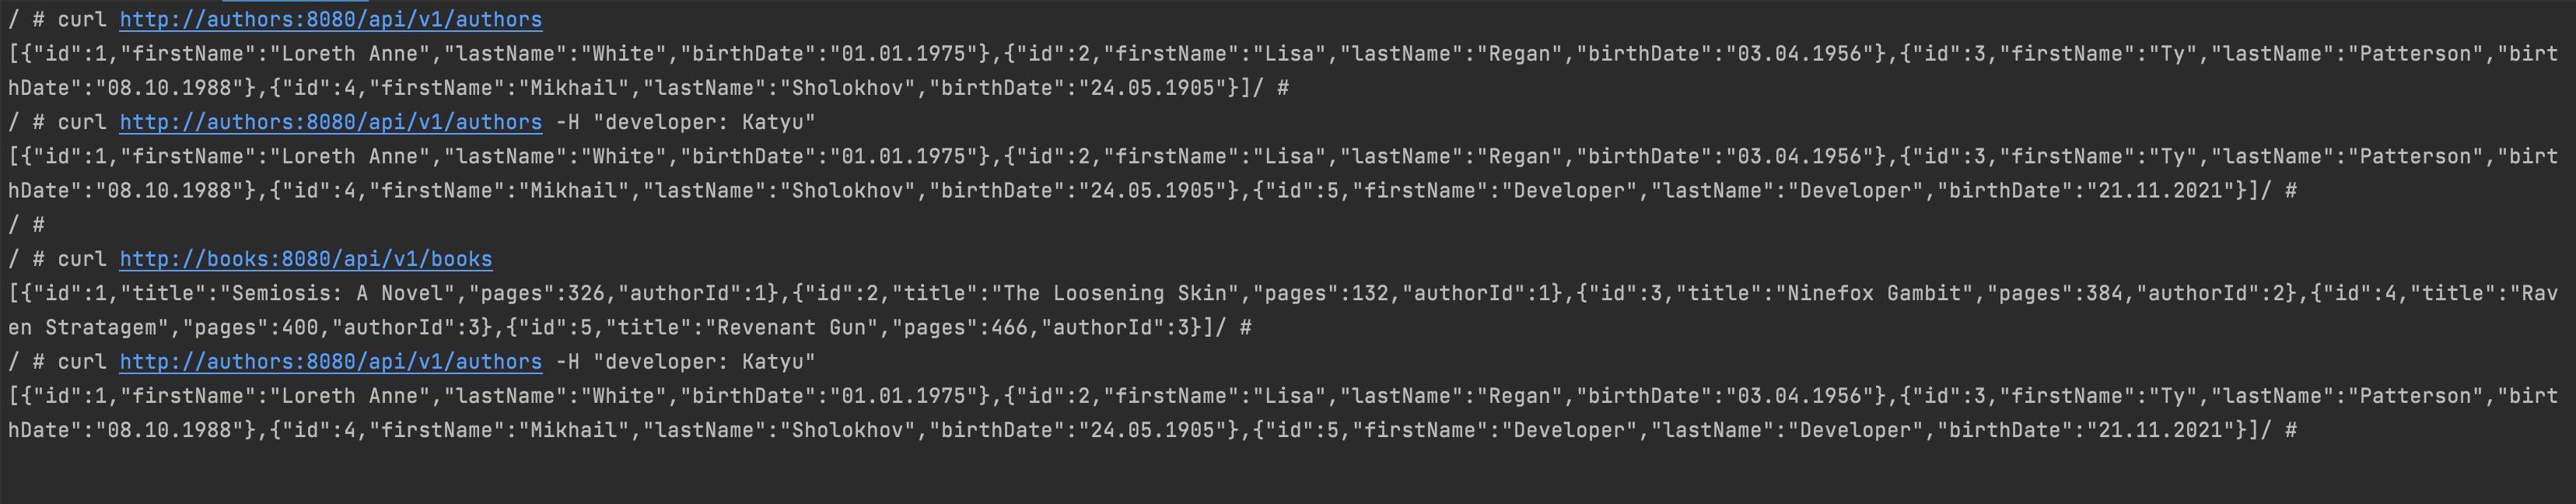 / # curl http://authors:8080/api/v1/authors
[{"id":1,"firstName":"Loreth Anne","lastName":"White","birthDate":"01.01.1975"},{"id":2,"firstName":"Lisa","lastName":"Regan","birthDate":"03.04.1956"},{"id":3,"firstName":"Ty","lastName":"Patterson","birt
hDate":"08.10.1988"},{"id":4,"firstName":"Mikhail","lastName":"Sholokhov","birthDate":"24.05.1905"}]/ #
/ # curl http://authors:8080/api/v1/authors -H "developer: Katyu"
[{"id":1,"firstName":"Loreth Anne","lastName":"White","birthDate":"01.01.1975"},{"id":2,"firstName":"Lisa","lastName":"Regan","birthDate":"03.04.1956"},{"id":3,"firstName":"Ty","lastName":"Patterson","birt
hDate":"08.10.1988"},{"id":4,"firstName":"Mikhail","lastName":"Sholokhov","birthDate":"24.05.1905"},{"id":5,"firstName":"Developer","lastName":"Developer","birthDate":"21.11.2021"}]/ #
/ #
/ # curl http://books:8080/api/v1/books
[{"id":1,"title":"Semiosis: A Novel","pages":326,"authorId":1},{"id":2,"title":"The Loosening Skin","pages":132,"authorId":1},{"id":3,"title":"Ninefox Gambit","pages":384,"authorId":2},{"id":4,"title":"Rav
en Stratagem","pages":400,"authorId":3},{"id":5,"title":"Revenant Gun","pages":466,"authorId":3}]/ #
/ # curl http://authors:8080/api/v1/authors -H "developer: Katyu"
[{"id":1,"firstName":"Loreth Anne","lastName":"White","birthDate":"01.01.1975"},{"id":2,"firstName":"Lisa","lastName":"Regan","birthDate":"03.04.1956"},{"id":3,"firstName":"Ty","lastName":"Patterson","birt
hDate":"08.10.1988"},{"id":4,"firstName":"Mikhail","lastName":"Sholokhov","birthDate":"24.05.1905"},{"id":5,"firstName":"Developer","lastName":"Developer","birthDate":"21.11.2021"}]/ #